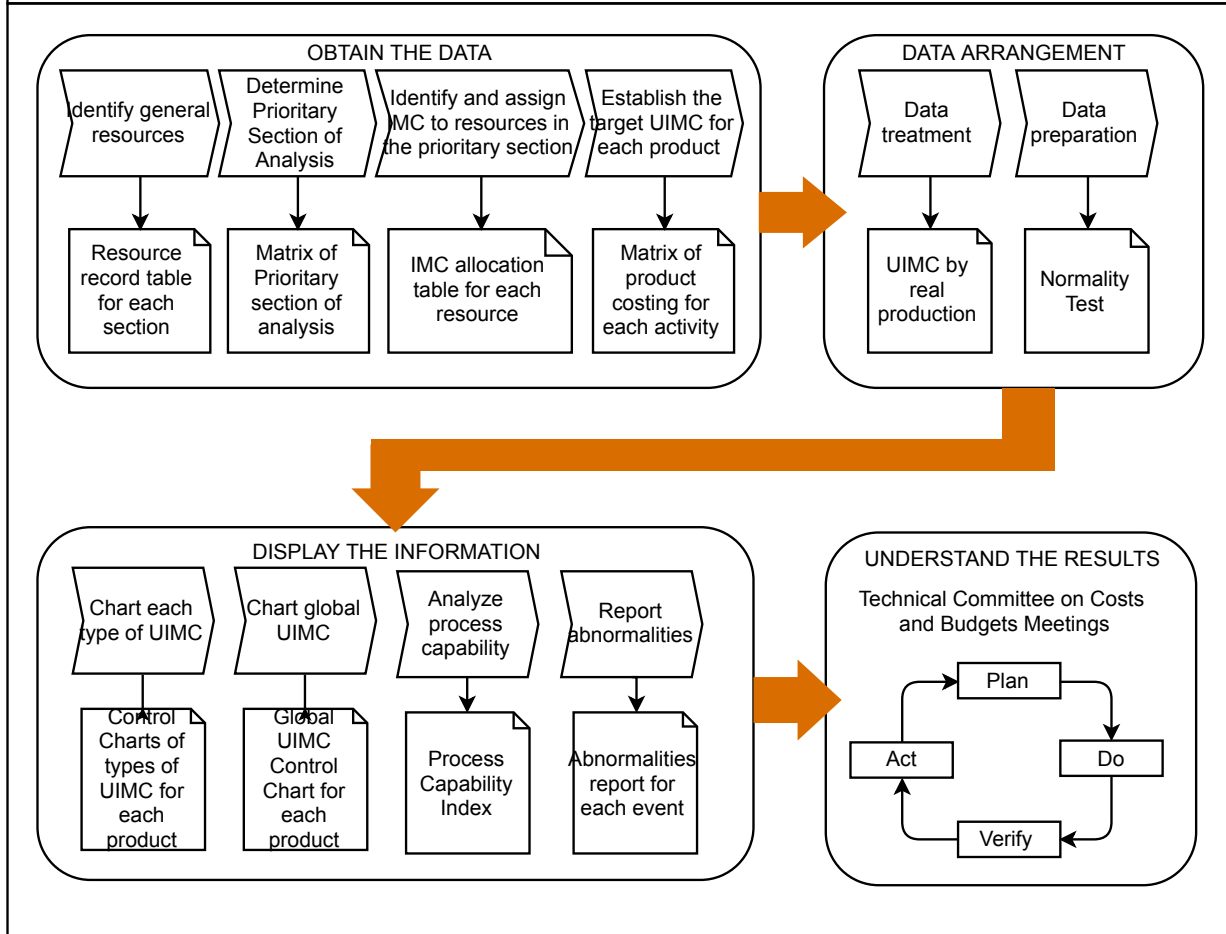 OBTAIN THE DATA
Identify general
resources
Determine
Prioritary
Section of
Analysis
Identify and assign
IMC to resources in
the prioritary section
Establish the
target UIMC for
each product
Resource
record table
for each
section
Matrix of
Prioritary
section of
analysis
IMC allocation
table for each
resource
Matrix of
product
costing for
each activity
DATA ARRANGEMENT
Data
treatment
Data
preparation
UIMC by
real
production
Normality
Test
DISPLAY THE INFORMATION
Chart each
type of UIMC
Chart global
UIMC
Analyze
process
capability
Report
abnormalities
Control
Charts of
types of
UIMC for
each
product
Global
UIMC
Control
Chart for
each
product
Process
Capability
Index
Abnormalities
report for
each event
UNDERSTAND THE RESULTS
Technical Committee on Costs
and Budgets Meetings
Plan
Act
Do
Verify